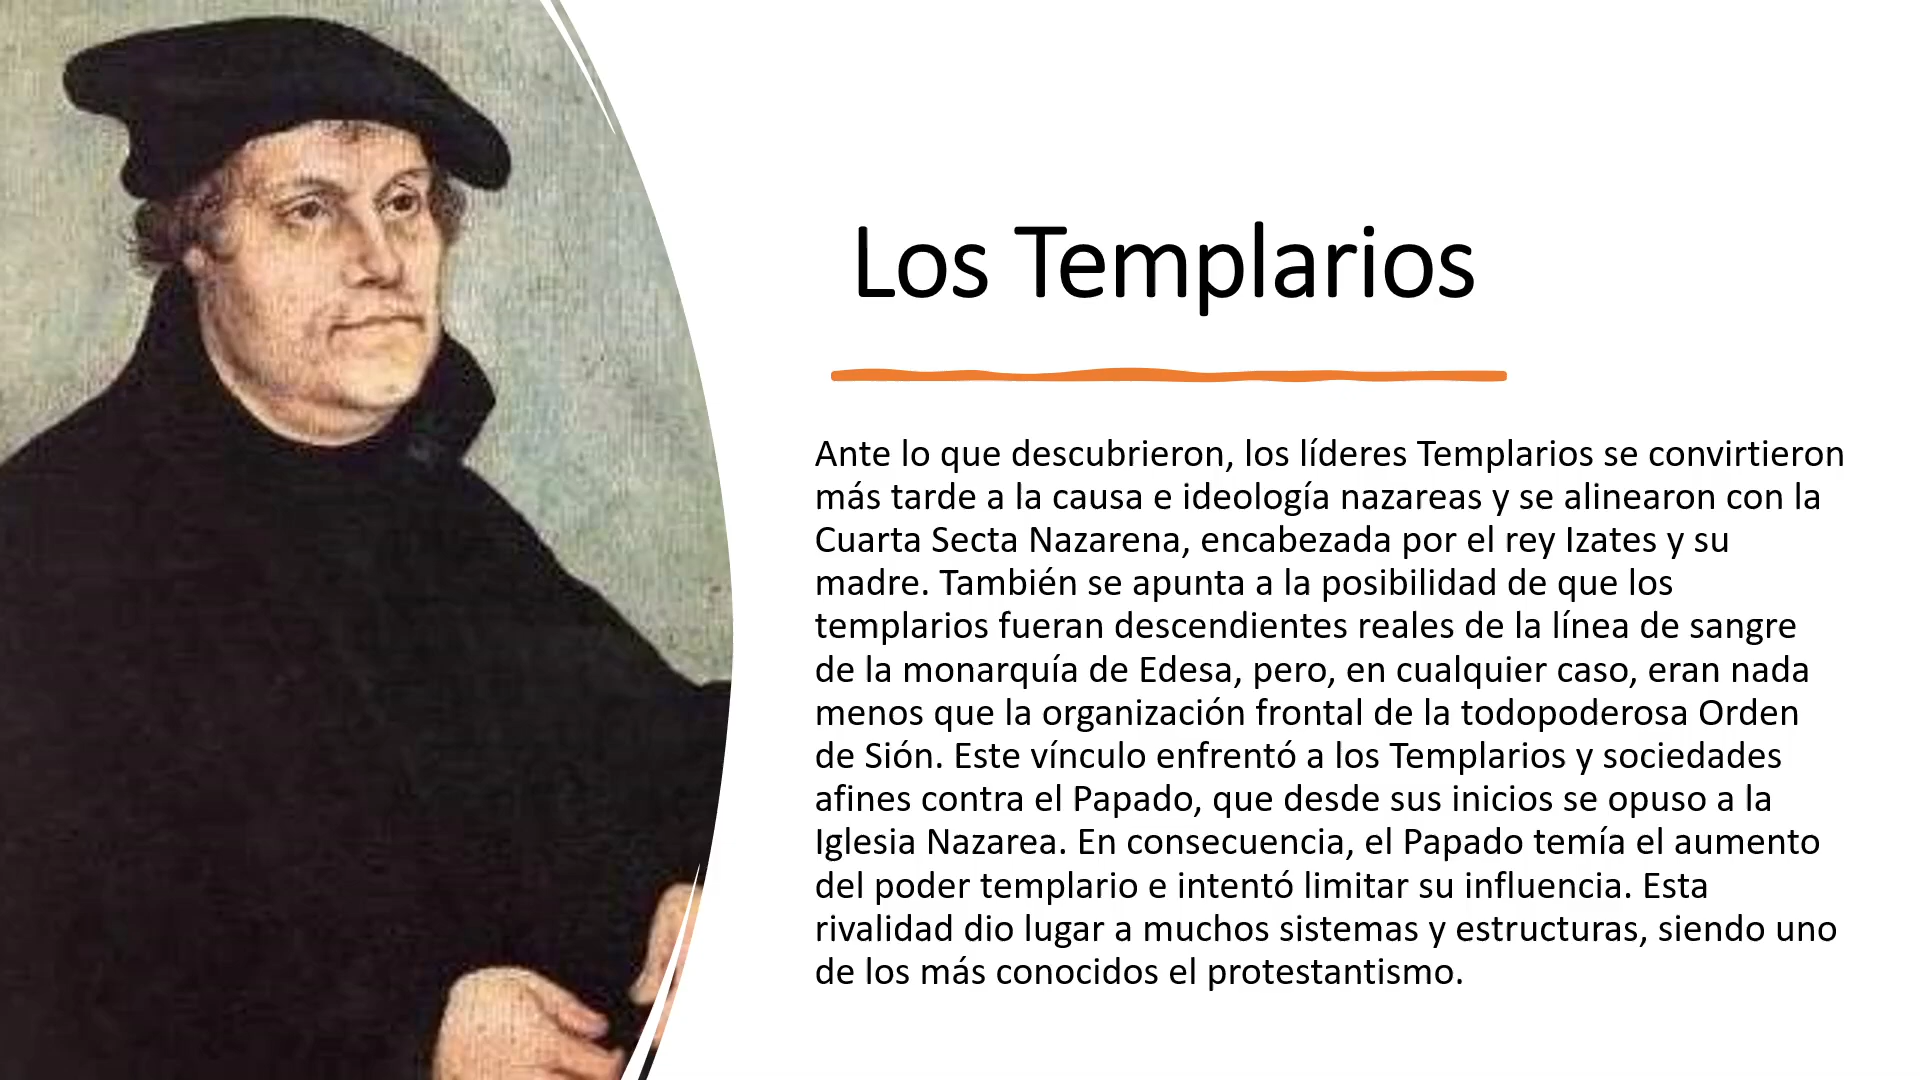 Los Templarios
Ante lo que descubrieron, los líderes Templarios se convirtieron
más tarde a la causa e ideología nazareas y se alinearon con la
Cuarta Secta Nazarena, encabezada por el rey Izates y su
madre. También se apunta a la posibilidad de que los
templarios fueran descendientes reales de la línea de sangre
de la monarquía de Edesa, pero, en cualquier caso, eran nada
menos que la organización frontal de la todopoderosa Orden
de Sión. Este vínculo enfrentó a los Templarios y sociedades
afines contra el Papado, que desde sus inicios se opuso a la
Iglesia Nazarea. En consecuencia, el Papado temía el aumento
del poder templario e intentó limitar su influencia. Esta
rivalidad dio lugar a muchos sistemas y estructuras, siendo uno
de los más conocidos el protestantismo.